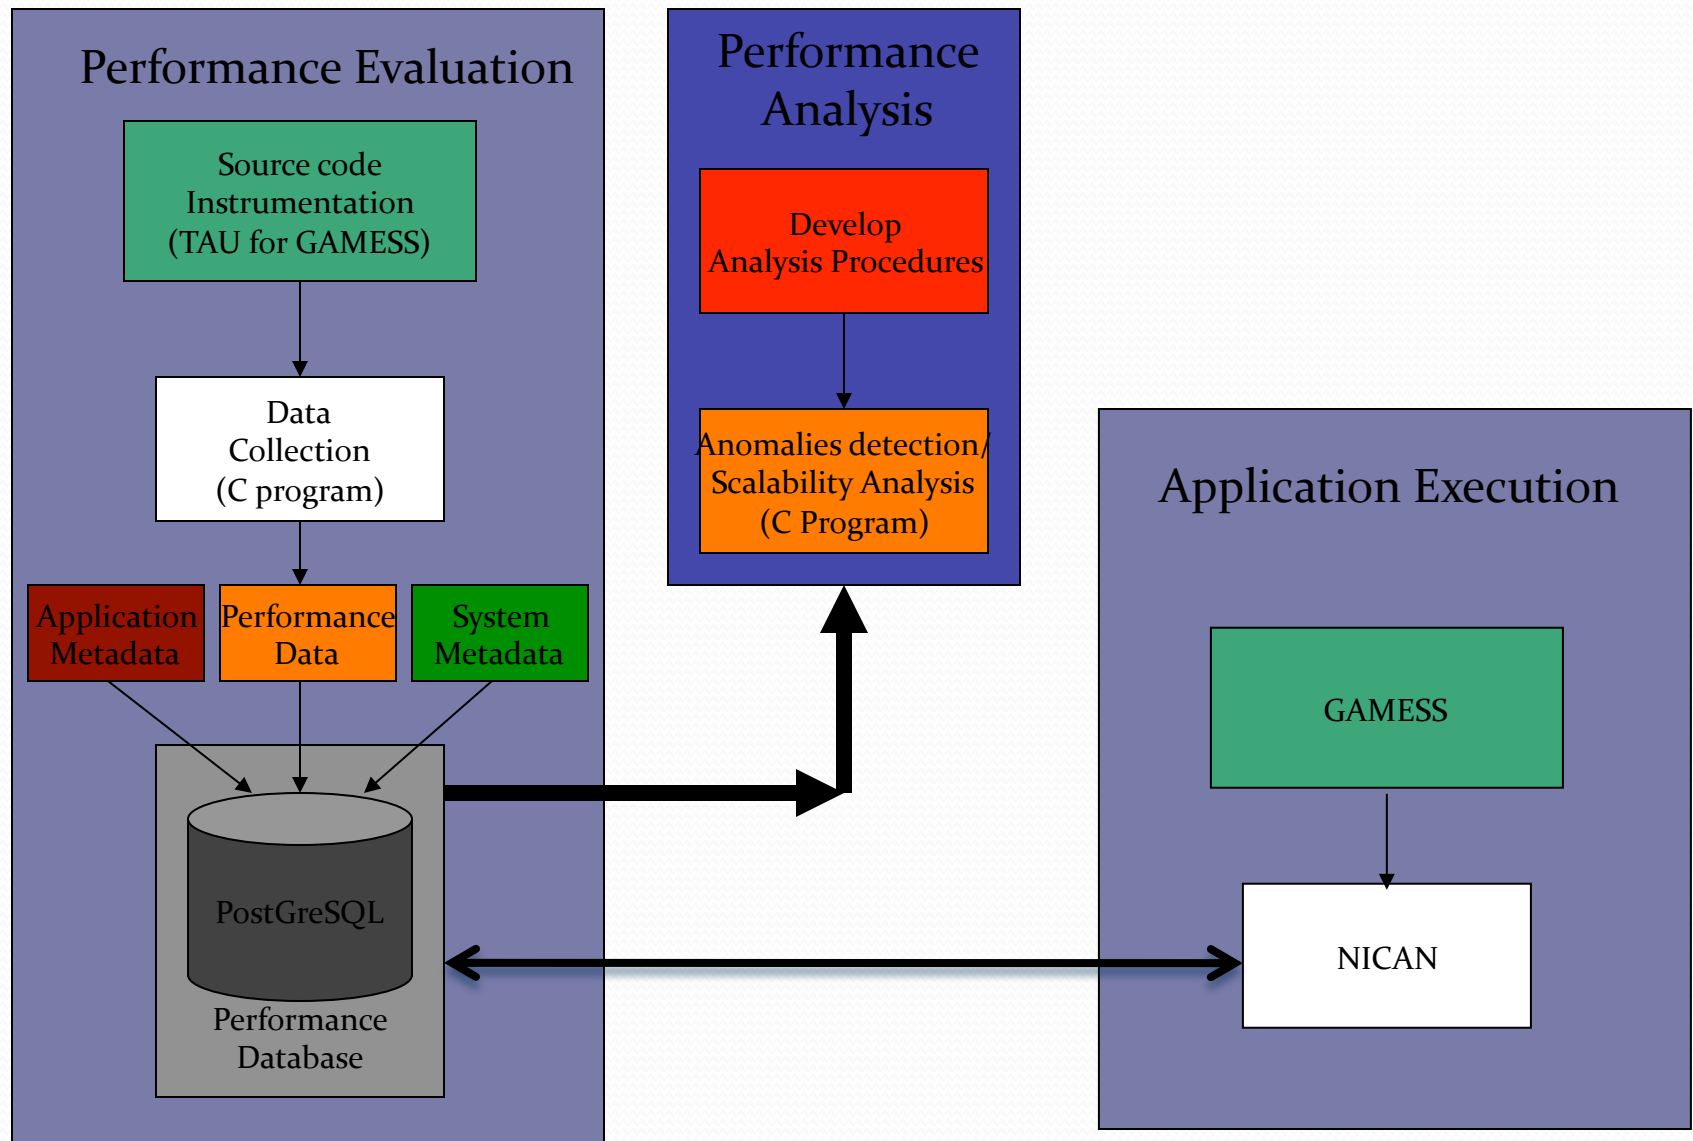 Performance Evaluation
Source code
Instrumentation
(TAU for GAMESS)
Data
Collection
(C program)
Application
Metadata
Performance
Data
System
Metadata
PostGreSQL
Performance
Database
Performance
Analysis
Develop
Analysis Procedures
Anomalies detection/
Scalability Analysis
(C Program)
Application Execution
GAMESS
NICAN